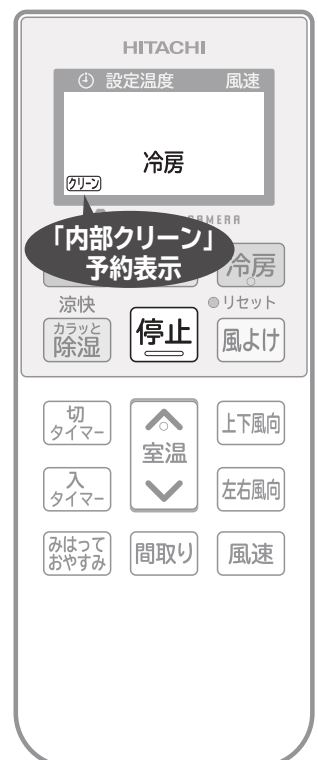 HITACHI
設定温度 風速
冷房
クリーン
「内部クリーン」
予約表示
冷房
涼快
カラッと
除湿
停止
リセット
風よけ
切
タイマー
室温
上下風向
入
タイマー
左右風向
みはって
おやすみ
間取り
風速